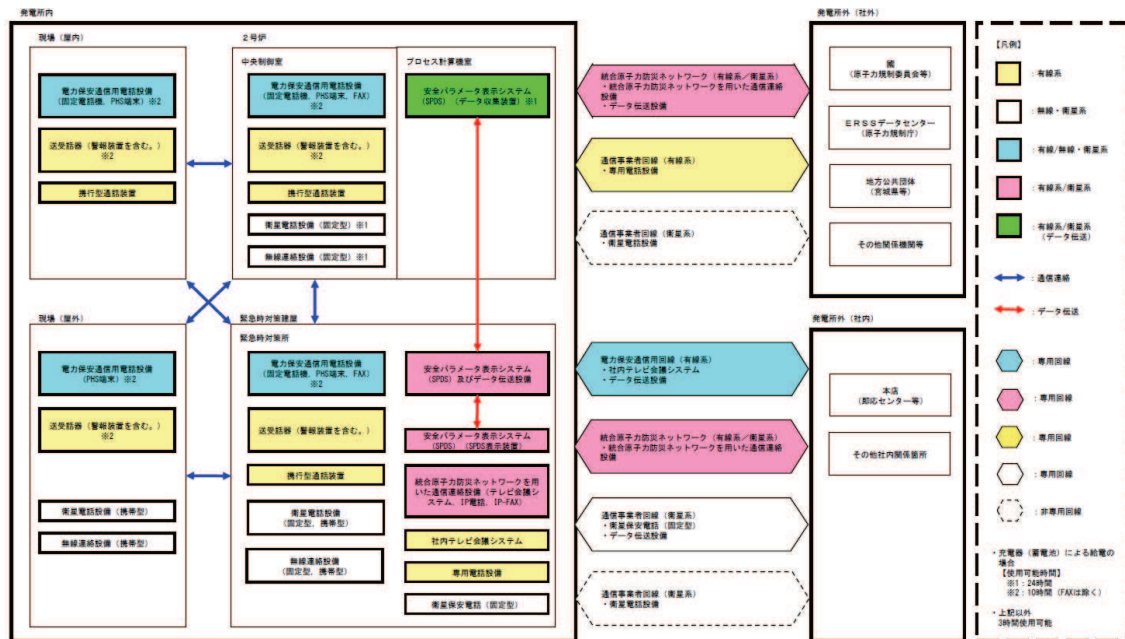 発電所内
現場（屋内）
電力保安通信用電話設備
（固定電話機、PHS端末）※2
送受話器（警報装置を含む。）
※2
携行型通話装置
２号炉
中央制御室
電力保安通信用電話設備
（固定電話機、PHS端末、FAX）
※2
送受話器（警報装置を含む。）
※2
携行型通話装置
衛星電話設備（固定型）※1
無線連絡設備（固定型）※1
プロセス計算機室
安全パラメータ表示システム
（SPDS）（データ収集装置）※1
現場（屋外）
電力保安通信用電話設備
（PHS端末）※2
送受話器（警報装置を含む。）
※2
衛星電話設備（携帯型）
無線連絡設備（携帯型）
緊急時対策建屋
緊急時対策所
電力保安通信用電話設備
（固定電話機、PHS端末、FAX）
※2
送受話器（警報装置を含む。）
携行型通話装置
衛星電話設備
（固定型、携帯型）
無線連絡設備
（固定型、携帯型）
安全パラメータ表示システム
（SPDS）及びデータ伝送設備
安全パラメータ表示システム
（SPDS）（SPDS表示装置）
統合原子力防災ネットワークを用
いた通信連絡設備（テレビ会議シ
ステム、IP電話、IP-FAX）
社内テレビ会議システム
専用電話設備
衛星保安電話（固定型）
統合原子力防災ネットワーク（有線系／衛星系）
・統合原子力防災ネットワークを用いた通信連絡
設備
・データ伝送設備
通信事業者回線（有線系）
・専用電話設備
通信事業者回線（衛星系）
・衛星電話設備
電力保安通信用回線（有線系）
・社内テレビ会議システム
・データ伝送設備
統合原子力防災ネットワーク（有線系／衛星系）
・統合原子力防災ネットワークを用いた通信連絡
設備
通信事業者回線（衛星系）
・衛星保安電話（固定型）
・データ伝送設備
通信事業者回線（衛星系）
・衛星電話設備
発電所外（社外）
国
（原子力規制委員会等）
ＥＲＳＳデータセンター
（原子力規制庁）
地方公共団体
（宮城県等）
その他関係機関等
発電所外（社内）
本店
（即応センター等）
その他社内関係箇所
【凡例】
：有線系
：無線・衛星系
：有線/無線・衛星系
：有線系/衛星系
：有線系/衛星系
（データ伝送）
：通信連絡
：データ伝送
：専用回線
：専用回線
：専用回線
：専用回線
：非専用回線
・充電器（蓄電池）による給電の
場合
【使用可能時間】
※1：24時間
※2：10時間（FAXは除く）
・上記以外
3時間使用可能